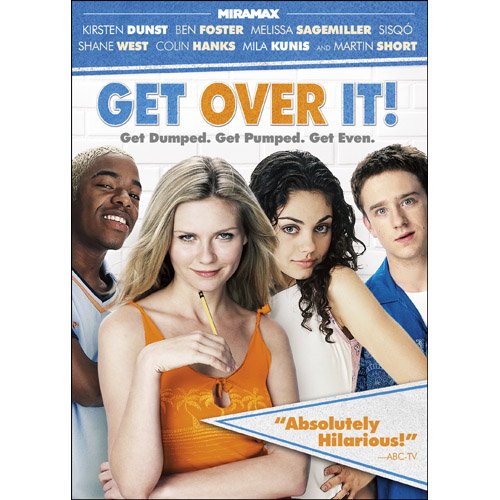 MIRAMAX
KIRSTEN DUNST BEN FOSTER MELISSA SAGEMILLER SISQÓ
SHANE WEST COLIN HANKS MILA KUNIS AND MARTIN SHORT
GET OVER IT!
Get Dumped. Get Pumped. Get Even.
"Absolutely
Hilarious!"
—ABC-TV